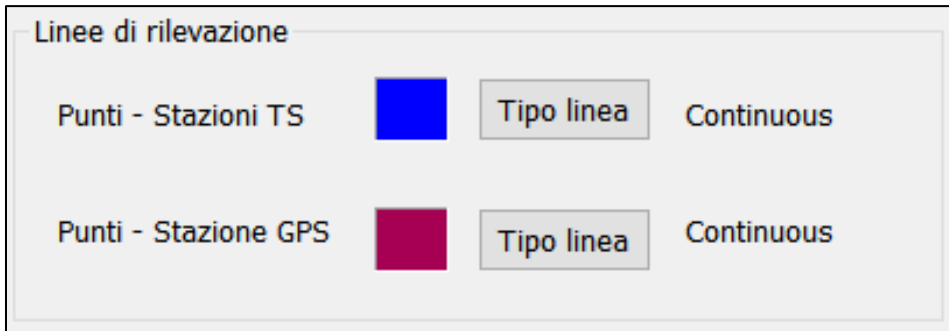 Linee di rilevazione
Punti - Stazioni TS Tipo linea Continuous
Punti - Stazione GPS Tipo linea Continuous